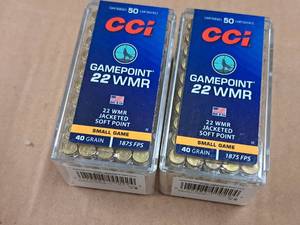 50
CCI
GAMEPOINT
22 WMR
22 WMR
JACKETED
SOFT POINT
SMALL GAME
40 GRAIN
1875 FPS
50
CCI
GAMEPOINT
22 WMR
22 WMR
JACKETED
SOFT POINT
SMALL GAME
40 GRAIN
1875 FPS